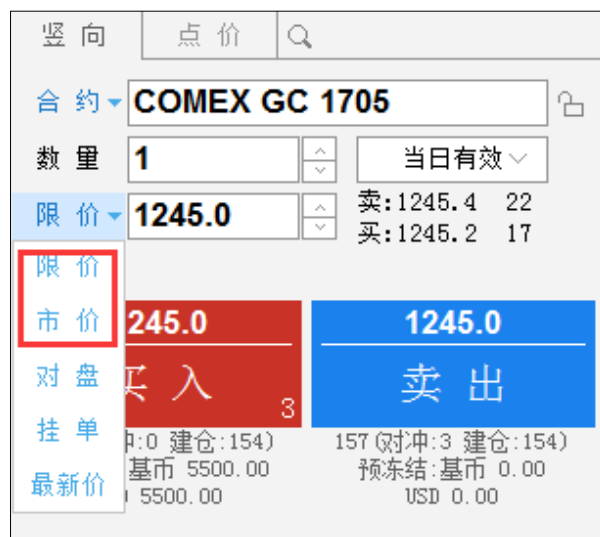 竖 向 点 价
合 约 COMEX GC 1705
数 量 1 当日有效
限 价 1245.0 卖:1245.4 22
买:1245.2 17
限 价
市 价 245.0 1245.0
对 盘 买 入 3 卖 出
挂 单 中:0 建仓:154) 157(对冲:3 建仓:154)
基币 5500.00 预冻结:基币 0.00
最新价 5500.00 USD 0.00